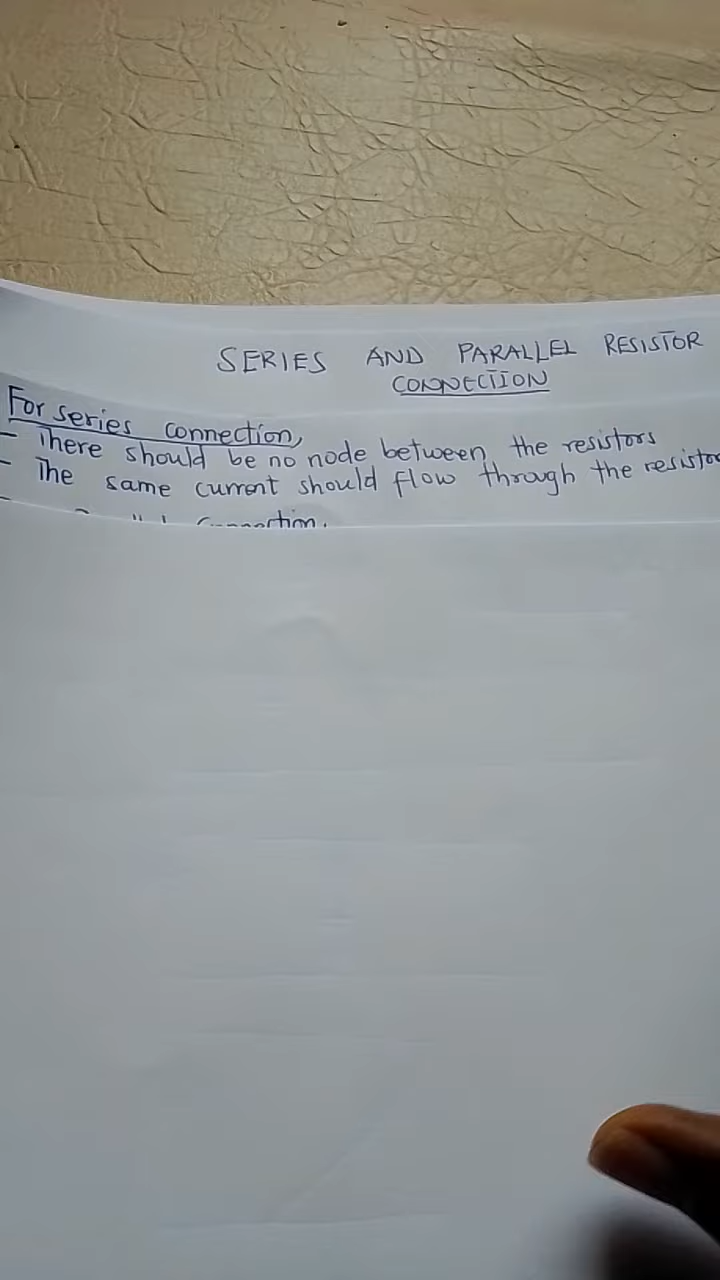 SERIES AND PARALLEL RESISTOR
CONNECTION
For series connection,
- There should be no node between the resistors
- The same current should flow through the resistor